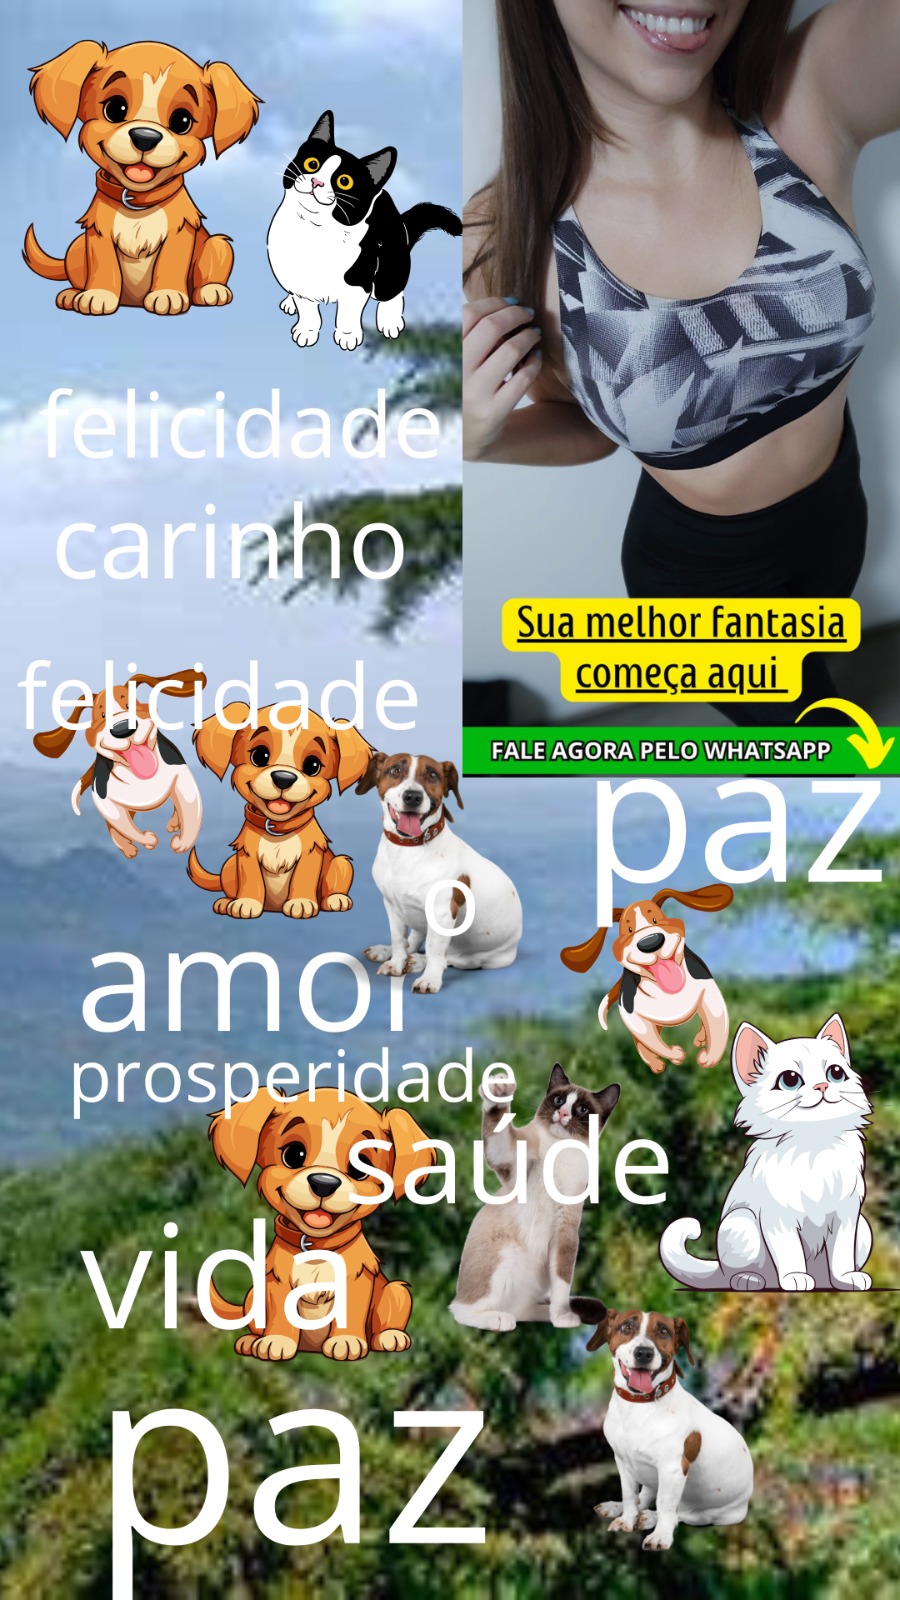 felicidade
carinho
Sua melhor fantasia
começa aqui
FALE AGORA PELO WHATSAPP
felicidade
paz
o
amor
prosperidade
saúde
vida
paz